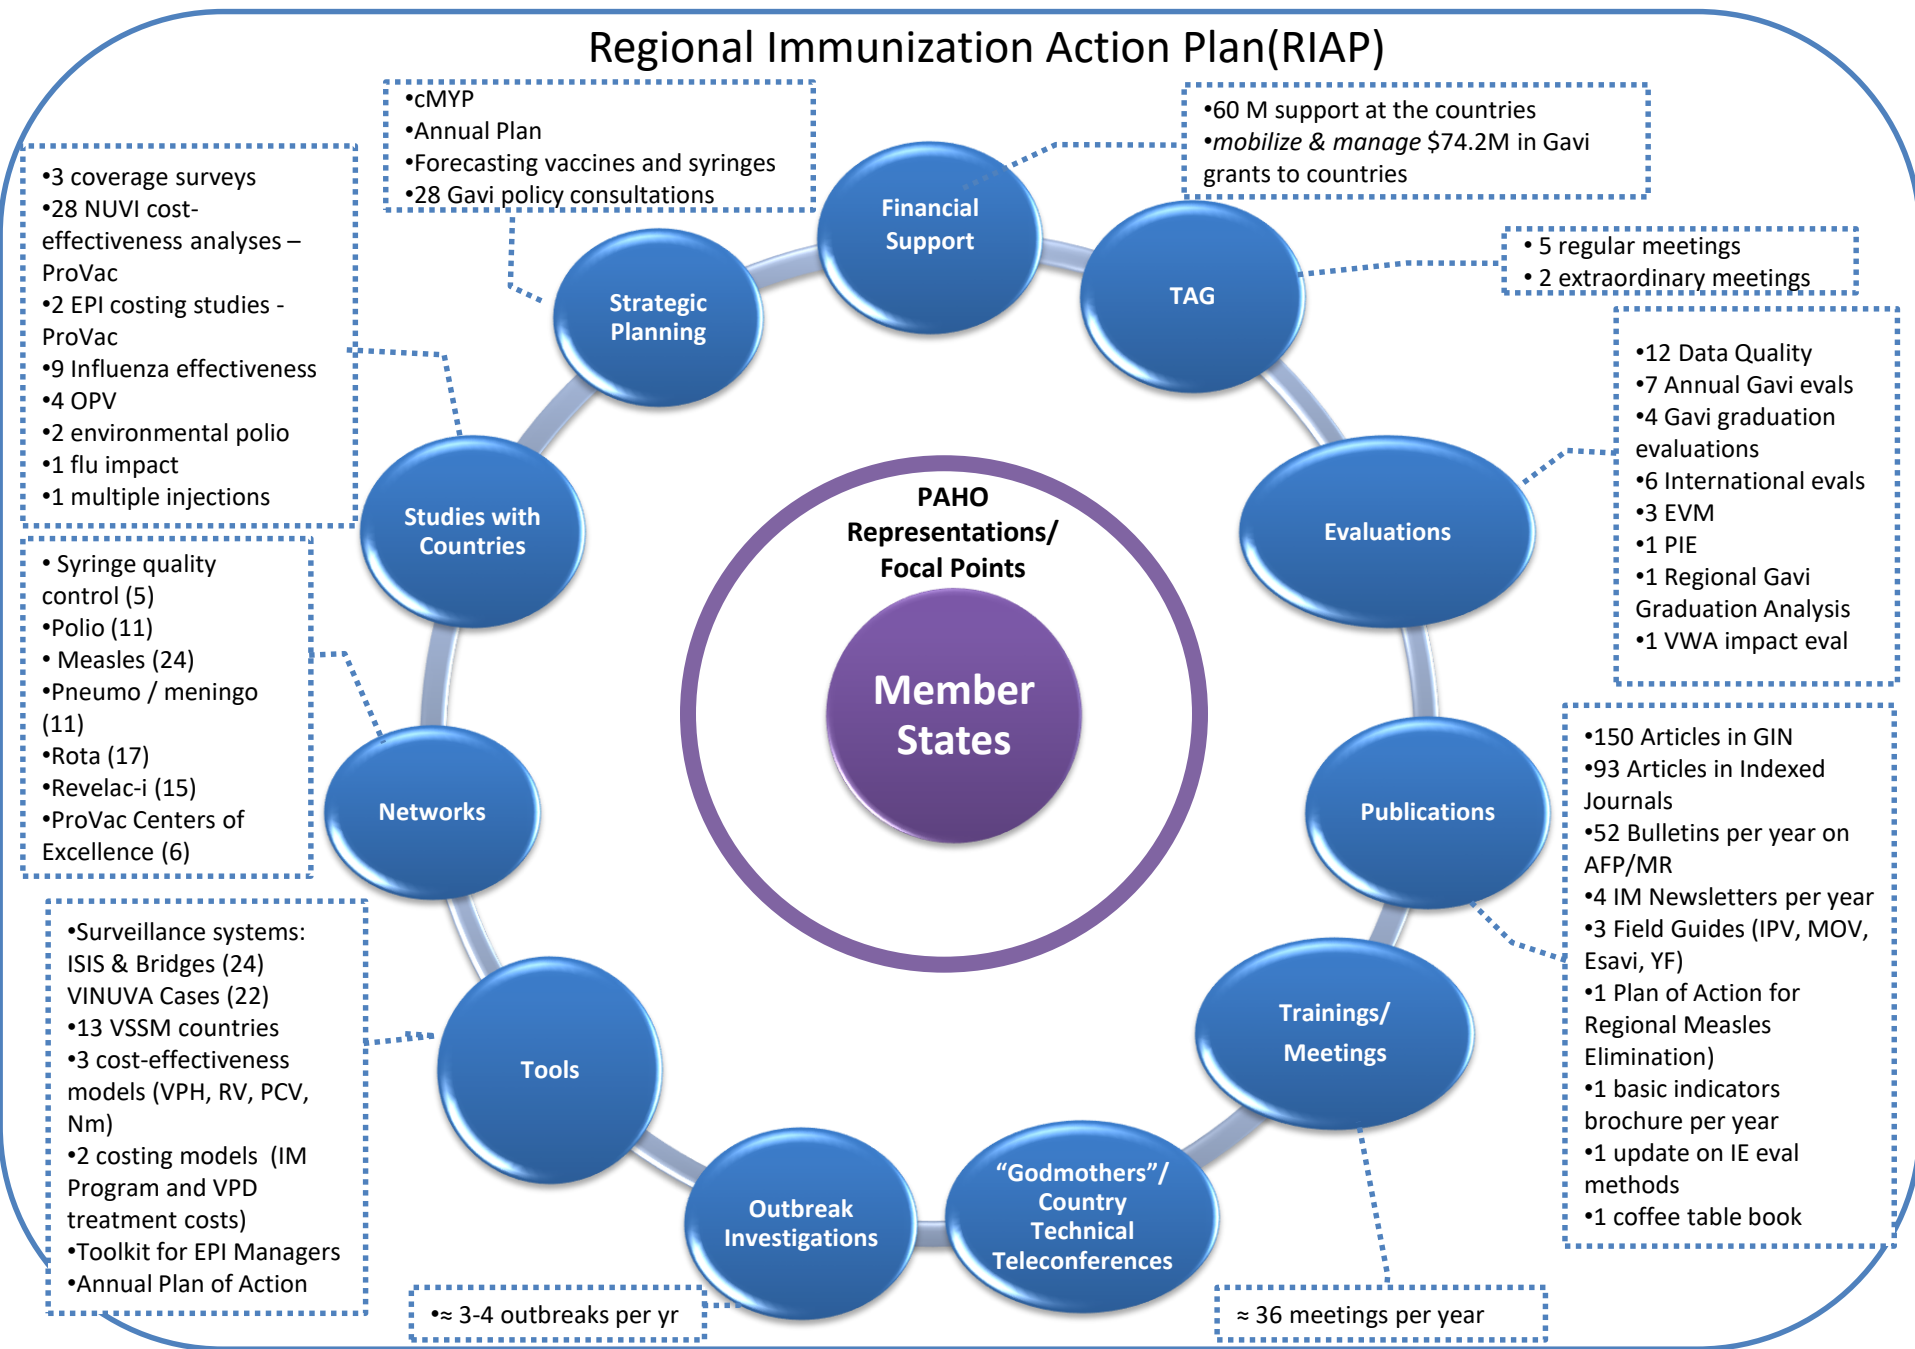 Regional Immunization Action Plan(RIAP)
•cMYP
•Annual Plan
•Forecasting vaccines and syringes
•28 Gavi policy consultations
•60 M support at the countries
•mobilize & manage $74.2M in Gavi
grants to countries
•3 coverage surveys
•28 NUVI cost-
effectiveness analyses –
ProVac
•2 EPI costing studies -
ProVac
•9 Influenza effectiveness
•4 OPV
•2 environmental polio
•1 flu impact
•1 multiple injections
Financial
Support
TAG
• 5 regular meetings
• 2 extraordinary meetings
Strategic
Planning
•12 Data Quality
•7 Annual Gavi evals
•4 Gavi graduation
evaluations
•6 International evals
•3 EVM
•1 PIE
•1 Regional Gavi
Graduation Analysis
•1 VWA impact eval
Studies with
Countries
Evaluations
PAHO
Representations/
Focal Points
Member
States
• Syringe quality
control (5)
•Polio (11)
• Measles (24)
•Pneumo / meningo
(11)
•Rota (17)
•Revelac-i (15)
•ProVac Centers of
Excellence (6)
Networks
Publications
•150 Articles in GIN
•93 Articles in Indexed
Journals
•52 Bulletins per year on
AFP/MR
•4 IM Newsletters per year
•3 Field Guides (IPV, MOV,
Esavi, YF)
•1 Plan of Action for
Regional Measles
Elimination)
•1 basic indicators
brochure per year
•1 update on IE eval
methods
•1 coffee table book
•Surveillance systems:
ISIS & Bridges (24)
VINUVA Cases (22)
•13 VSSM countries
•3 cost-effectiveness
models (VPH, RV, PCV,
Nm)
•2 costing models  (IM
Program and VPD
treatment costs)
•Toolkit for EPI Managers
•Annual Plan of Action
Tools
Trainings/
Meetings
Outbreak
Investigations
“Godmothers”/
Country
Technical
Teleconferences
•≈ 3-4 outbreaks per yr
≈ 36 meetings per year